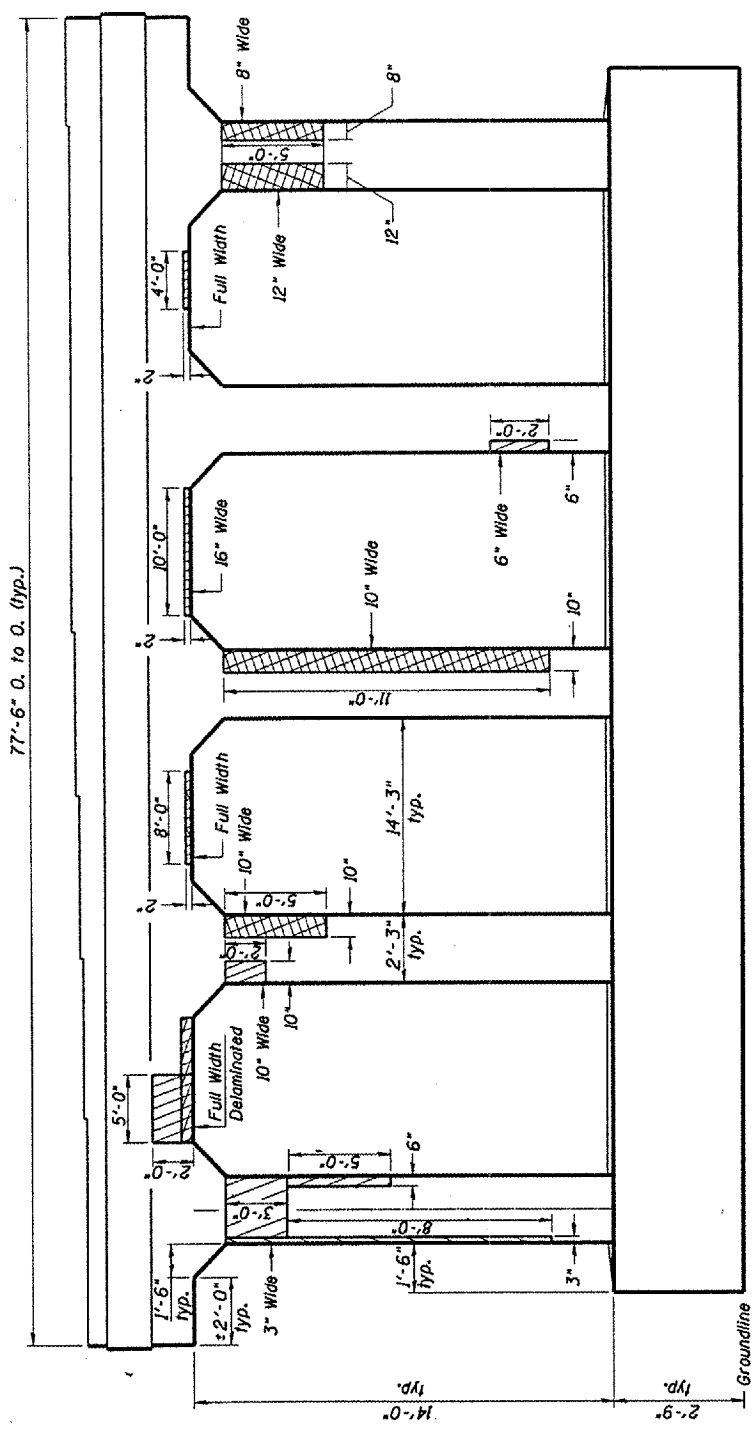 77'-6" O. to O. (typ.)
5'-0"
2'-0"
Full Width
Delaminated
8'-0"
2"
Full Width
10'-0"
2"
16" Wide
4'-0"
2"
Full Width
8" Wide
5'-0"
8"
12"
12" Wide
1'-6"
typ.
±2'-0"
typ.
3" Wide
3'-0"
5'-0"
6"
8'-0"
1'-6"
typ.
3"
2'-0"
10" Wide
10"
10" Wide
5'-0"
10"
2'-3"
typ.
14'-3"
typ.
11'-0"
10" Wide
10"
2'-0"
6" Wide
6"
14'-0"
typ.
2'-9"
typ.
Groundline